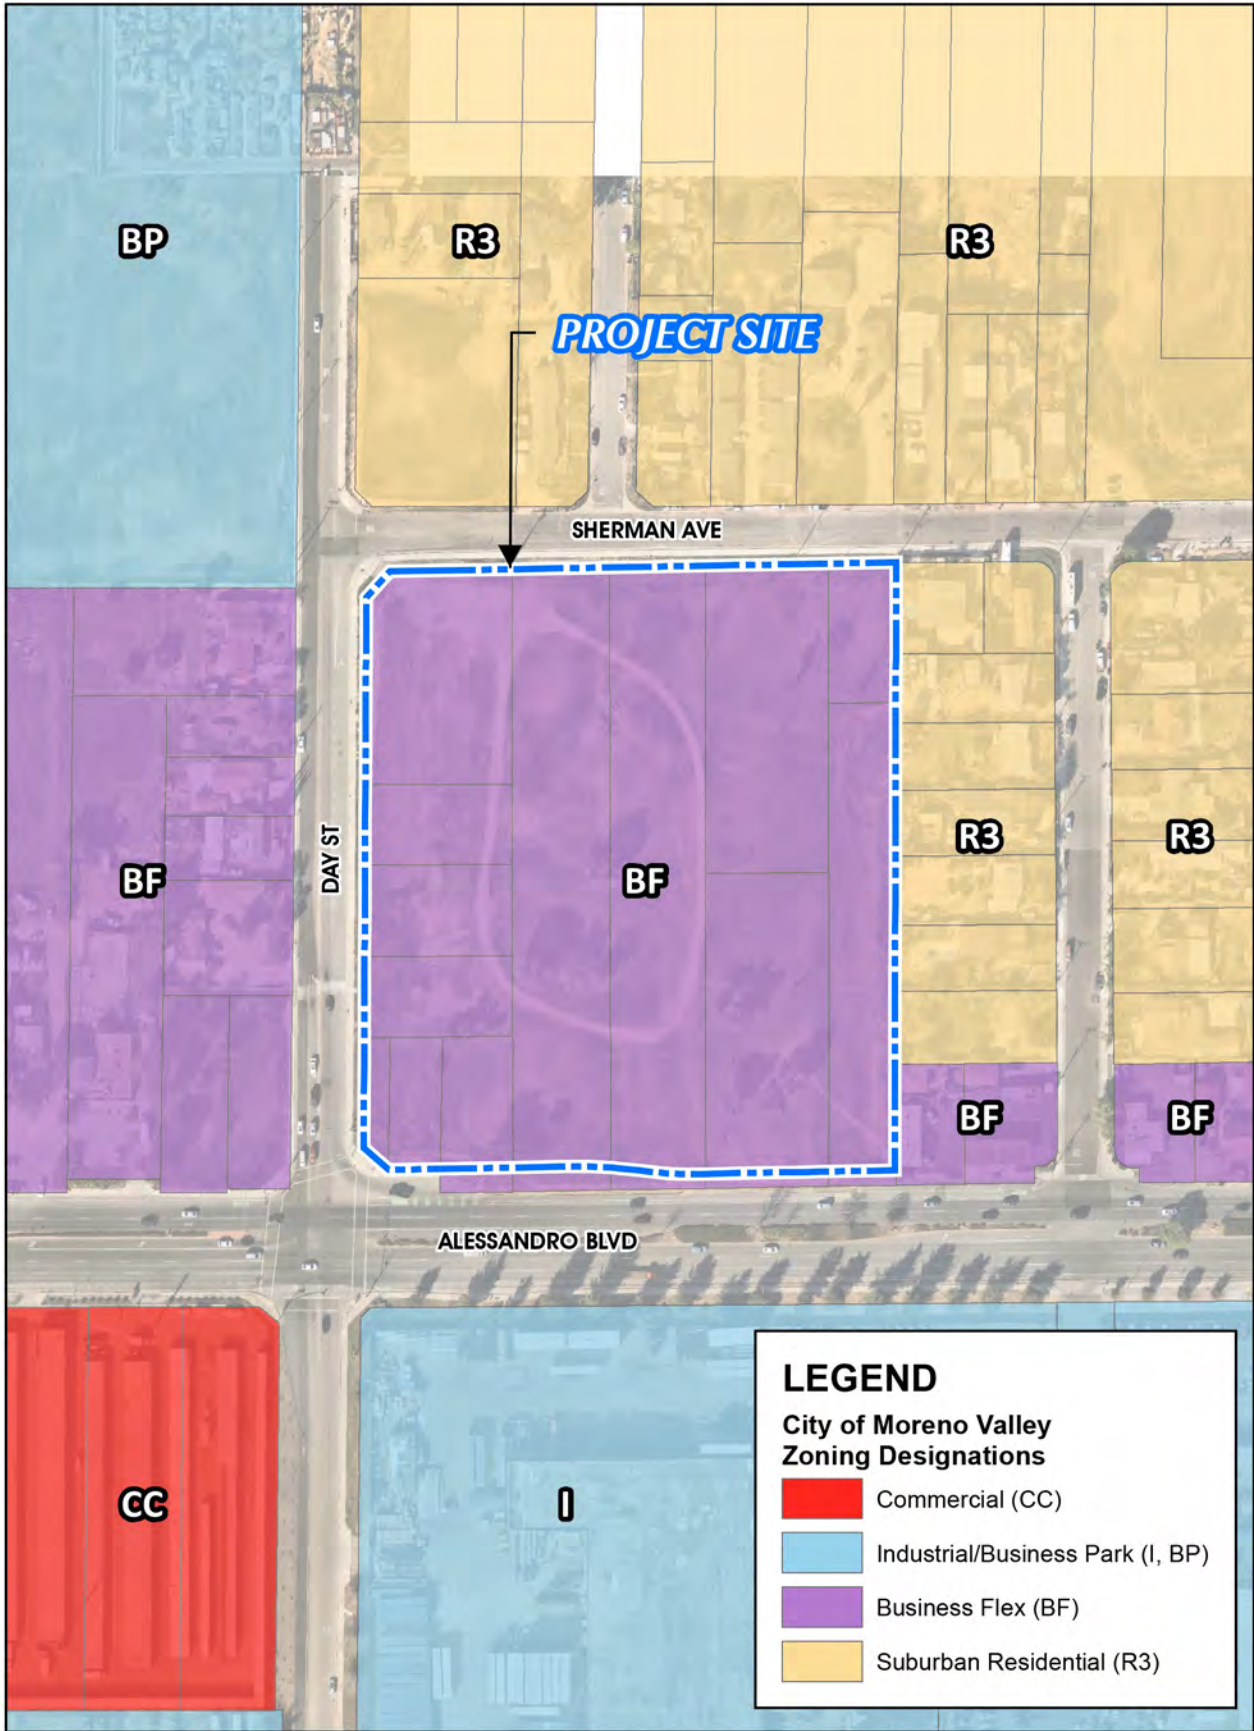 BP
R3
R3
PROJECT SITE
SHERMAN AVE
DAY ST
BF
BF
R3
R3
BF
BF
ALESSANDRO BLVD
CC
I
LEGEND
City of Moreno Valley
Zoning Designations
Commercial (CC)
Industrial/Business Park (I, BP)
Business Flex (BF)
Suburban Residential (R3)